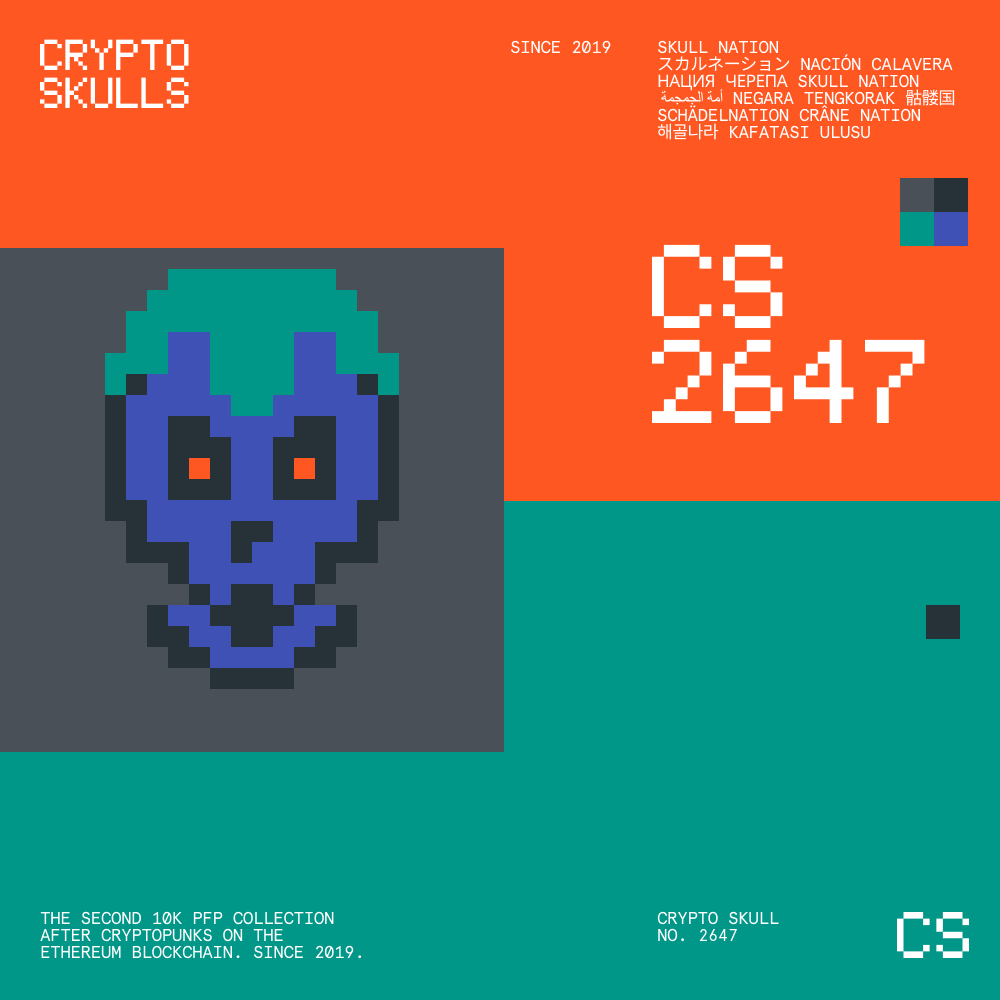 CRYPTO
SKULLS
SINCE 2019
SKULL NATION
スカルネーション NACIÓN CALAVERA
НАЦИЯ ЧЕРЕПА SKULL NATION
أمة الجمجمة NEGARA TENGKORAK 骷髅国
SCHÄDELNATION CRÂNE NATION
해골나라 KAFATASI ULUSU
CS
2647
THE SECOND 10K PFP COLLECTION
AFTER CRYPTOPUNKS ON THE
ETHEREUM BLOCKCHAIN. SINCE 2019.
CRYPTO SKULL
NO. 2647
CS